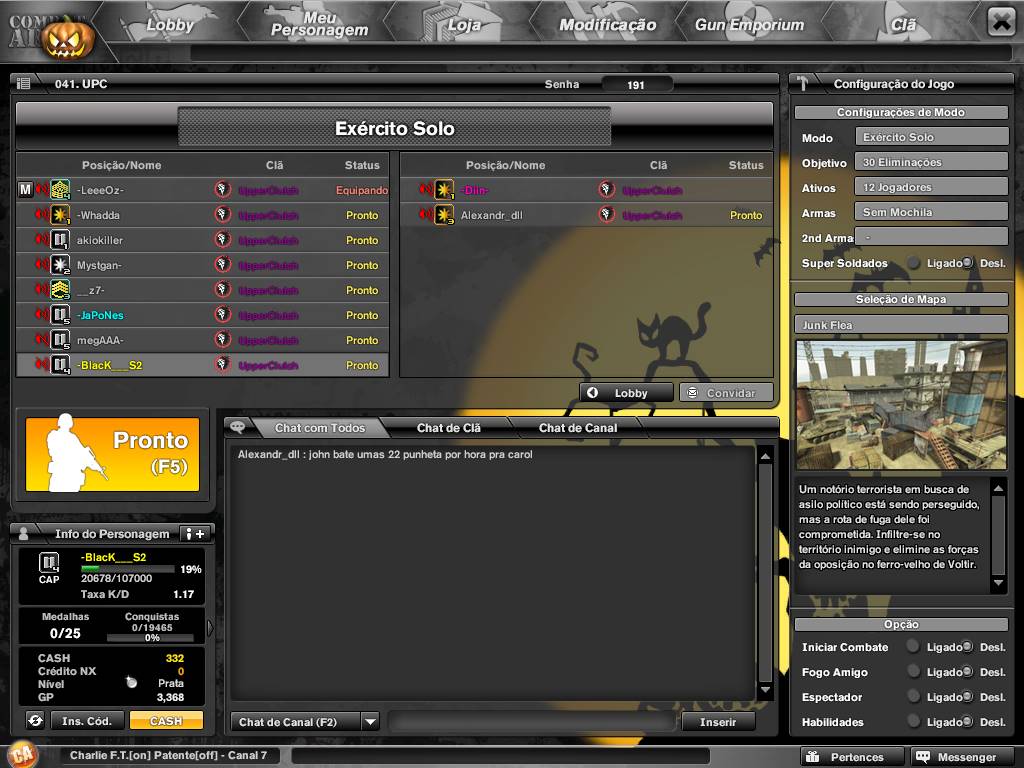 COMBAT ARMS
Lobby
Meu Personagem
Loja
Modificação
Gun Emporium
Clã
041. UPC
Senha
191
Exército Solo
Posição/Nome Clã Status
M -LeeeOz- UpperClutch Equipando
-Whadda UpperClutch Pronto
akiokiller UpperClutch Pronto
Mystgan- UpperClutch Pronto
__z7- UpperClutch Pronto
-JaPoNes UpperClutch Pronto
megAAA- UpperClutch Pronto
-BlacK___S2 UpperClutch Pronto
Posição/Nome Clã Status
-Diin- UpperClutch
Alexandr_dll UpperClutch Pronto
Lobby
Convidar
Configuração do Jogo
Configurações de Modo
Modo Exército Solo
Objetivo 30 Eliminações
Ativos 12 Jogadores
Armas Sem Mochila
2nd Arma -
Super Soldados Ligado Desl.
Seleção de Mapa
Junk Flea
Um notório terrorista em busca de
asilo político está sendo perseguido,
mas a rota de fuga dele foi
comprometida. Infiltre-se no
território inimigo e elimine as forças
da oposição no ferro-velho de Voltir.
Opção
Iniciar Combate Ligado Desl.
Fogo Amigo Ligado Desl.
Espectador Ligado Desl.
Habilidades Ligado Desl.
Pronto
(F5)
Chat com Todos
Chat de Clã
Chat de Canal
Alexandr_dll : john bate umas 22 punheta por hora pra carol
Info do Personagem
i +
CAP
-BlacK___S2
19%
20678/107000
Taxa K/D 1.17
Medalhas
0/25
Conquistas
0/19465
0%
CASH 332
Crédito NX 0
Nível Prata
GP 3,368
Ins. Cód.
CASH
Chat de Canal (F2)
Inserir
CA
Charlie F.T.[on] Patente[off] - Canal 7
Pertences
Messenger